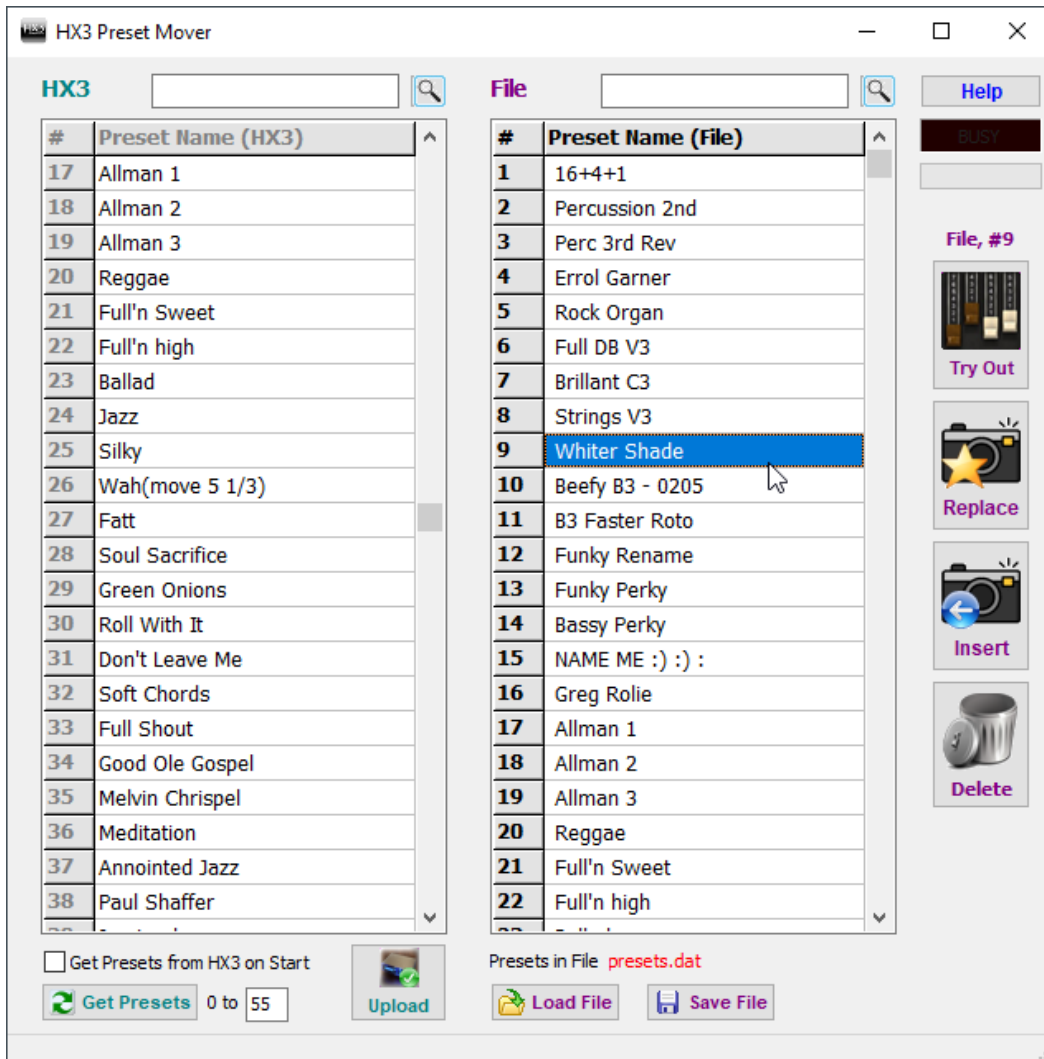 HX3 HX3 Preset Mover
HX3
File
Help
BUSY
# Preset Name (HX3)
17 Allman 1
18 Allman 2
19 Allman 3
20 Reggae
21 Full'n Sweet
22 Full'n high
23 Ballad
24 Jazz
25 Silky
26 Wah(move 5 1/3)
27 Fatt
28 Soul Sacrifice
29 Green Onions
30 Roll With It
31 Don't Leave Me
32 Soft Chords
33 Full Shout
34 Good Ole Gospel
35 Melvin Chrispel
36 Meditation
37 Annointed Jazz
38 Paul Shaffer
# Preset Name (File)
1 16+4+1
2 Percussion 2nd
3 Perc 3rd Rev
4 Errol Garner
5 Rock Organ
6 Full DB V3
7 Brillant C3
8 Strings V3
9 Whiter Shade
10 Beefy B3 - 0205
11 B3 Faster Roto
12 Funky Rename
13 Funky Perky
14 Bassy Perky
15 NAME ME :) :) :
16 Greg Rolie
17 Allman 1
18 Allman 2
19 Allman 3
20 Reggae
21 Full'n Sweet
22 Full'n high
File, #9
Try Out
Replace
Insert
Delete
Get Presets from HX3 on Start
Get Presets 0 to 55
Upload
Presets in File presets.dat
Load File
Save File